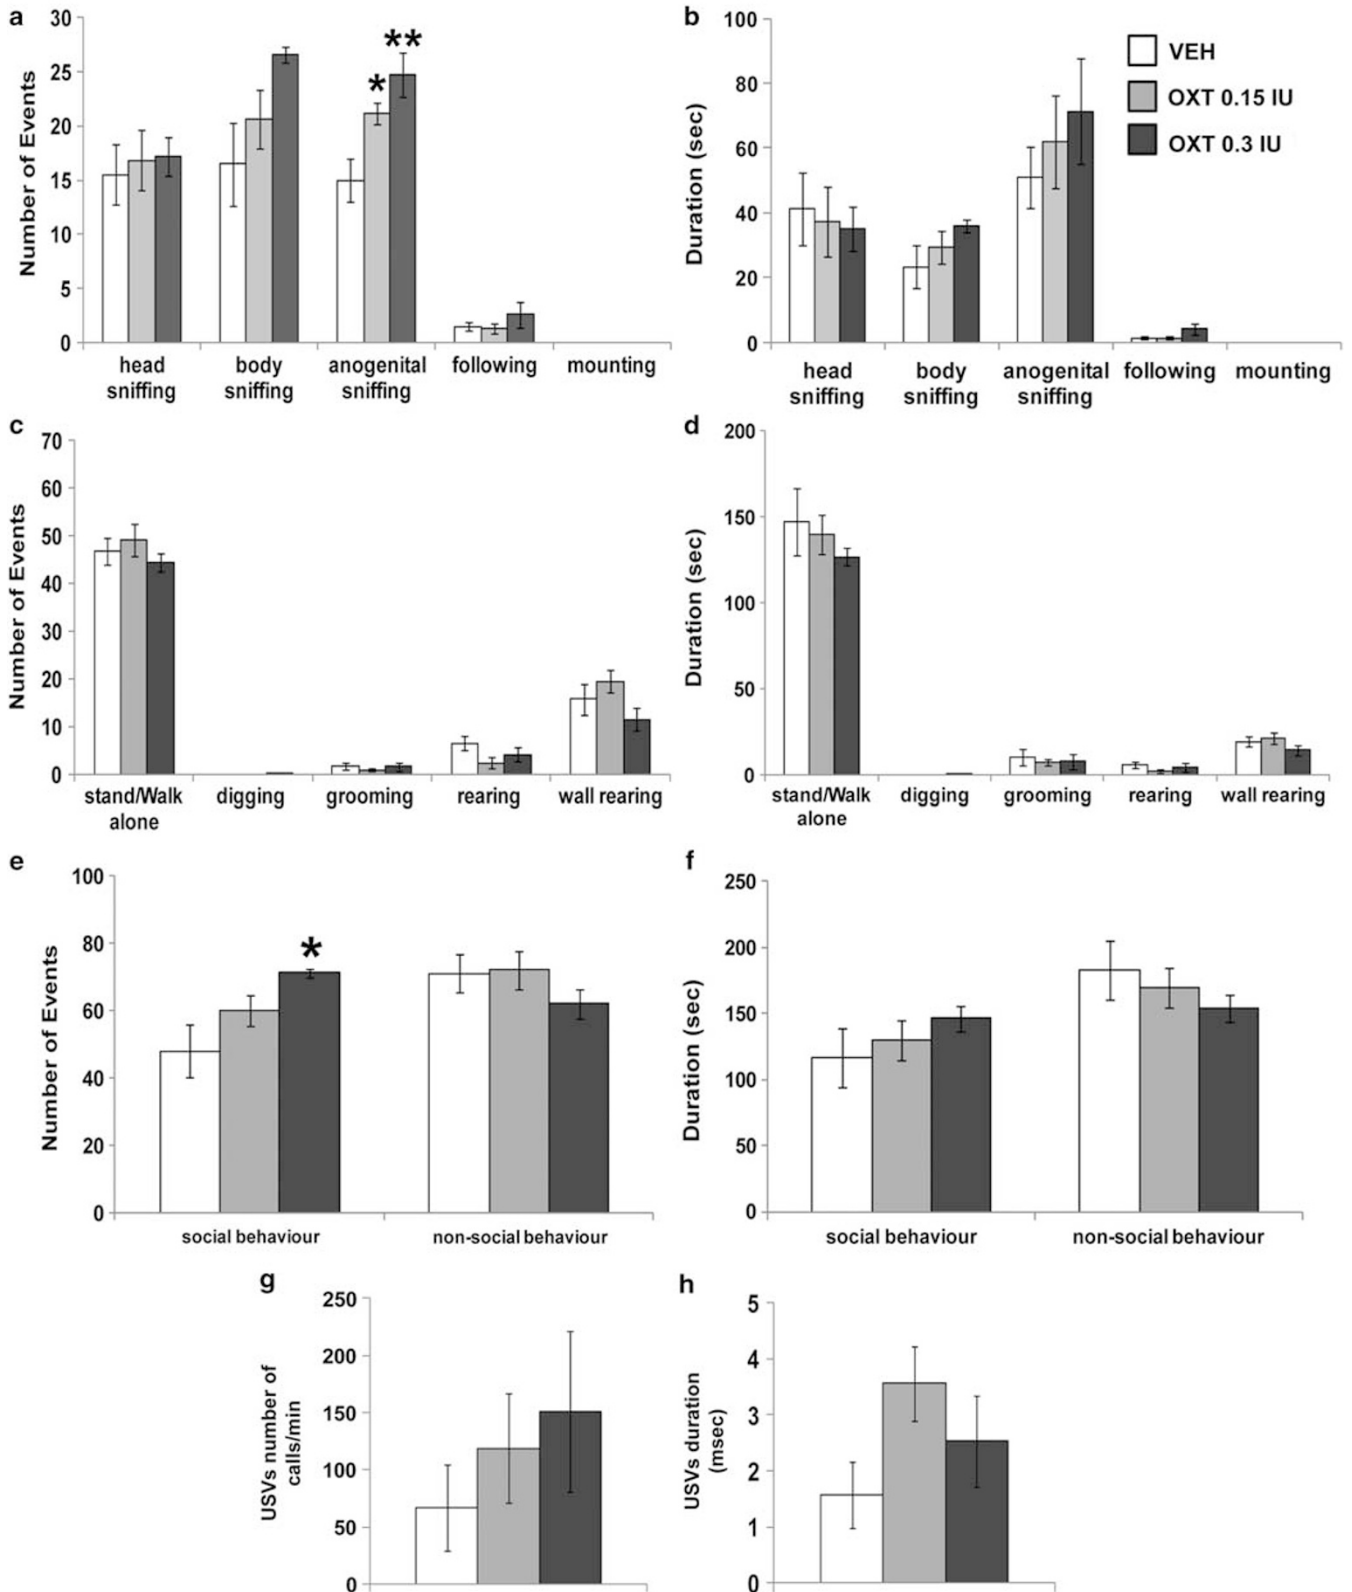 a
Number of Events
30
25
20
15
10
5
0
*
**
head
sniffing
body
sniffing
anogenital
sniffing
following
mounting
b
Duration (sec)
100
80
60
40
20
0
VEH
OXT 0.15 IU
OXT 0.3 IU
head
sniffing
body
sniffing
anogenital
sniffing
following
mounting
c
Number of Events
70
60
50
40
30
20
10
0
stand/Walk
alone
digging
grooming
rearing
wall rearing
d
Duration (sec)
200
150
100
50
0
stand/Walk
alone
digging
grooming
rearing
wall rearing
e
Number of Events
100
80
60
40
20
0
*
social behaviour
non-social behaviour
f
Duration (sec)
250
200
150
100
50
0
social behaviour
non-social behaviour
g
USVs number of
calls/min
250
200
150
100
50
0
h
USVs duration
(msec)
5
4
3
2
1
0